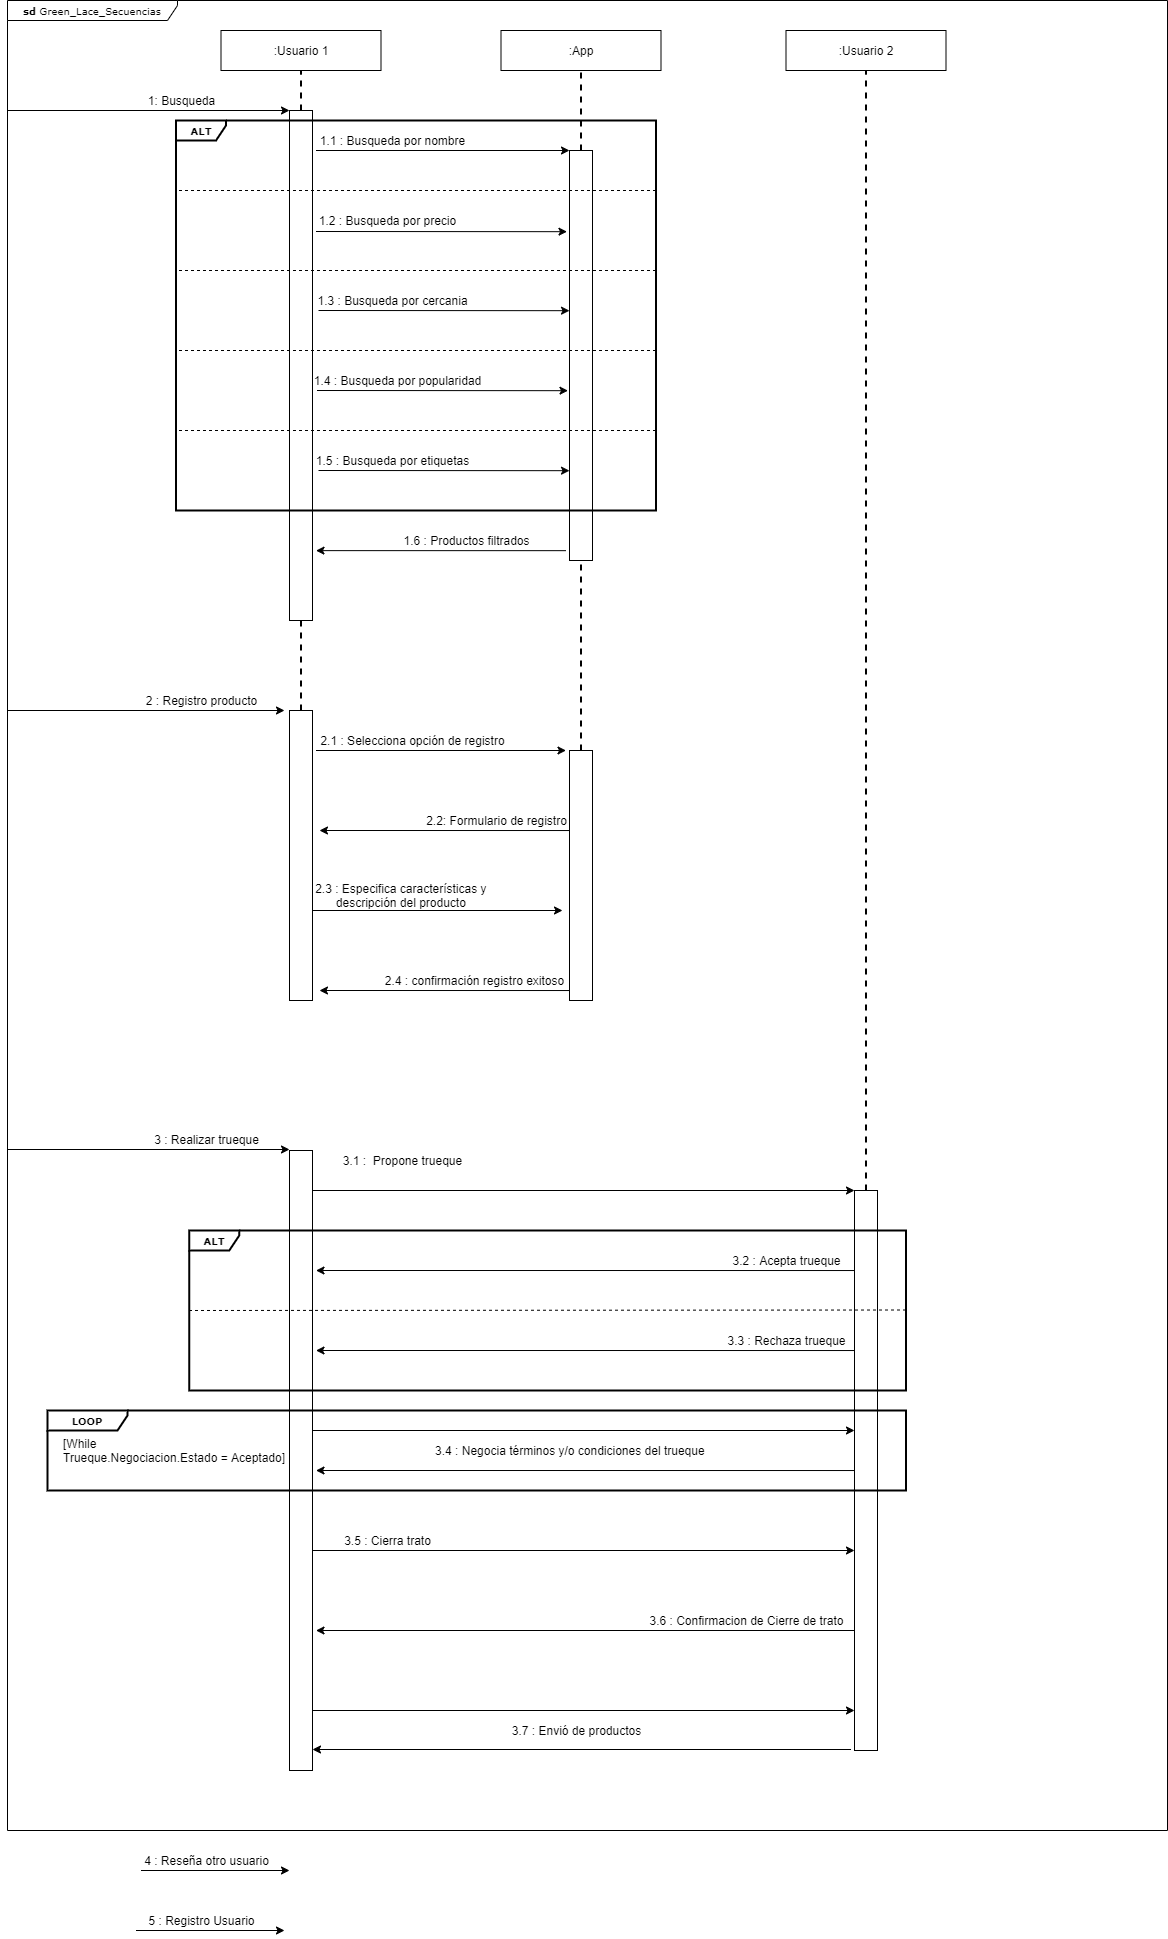 sd Green_Lace_Secuencias
:Usuario 1
:App
:Usuario 2
1: Busqueda
ALT
1.1 : Busqueda por nombre
1.2 : Busqueda por precio
1.3 : Busqueda por cercania
1.4 : Busqueda por popularidad
1.5 : Busqueda por etiquetas
1.6 : Productos filtrados
2 : Registro producto
2.1 : Selecciona opción de registro
2.2: Formulario de registro
2.3 : Especifica características y
descripción del producto
2.4 : confirmación registro exitoso
3 : Realizar trueque
3.1 : Propone trueque
ALT
3.2 : Acepta trueque
3.3 : Rechaza trueque
LOOP
[While
Trueque.Negociacion.Estado = Aceptado]
3.4 : Negocia términos y/o condiciones del trueque
3.5 : Cierra trato
3.6 : Confirmacion de Cierre de trato
3.7 : Envió de productos
4 : Reseña otro usuario
5 : Registro Usuario